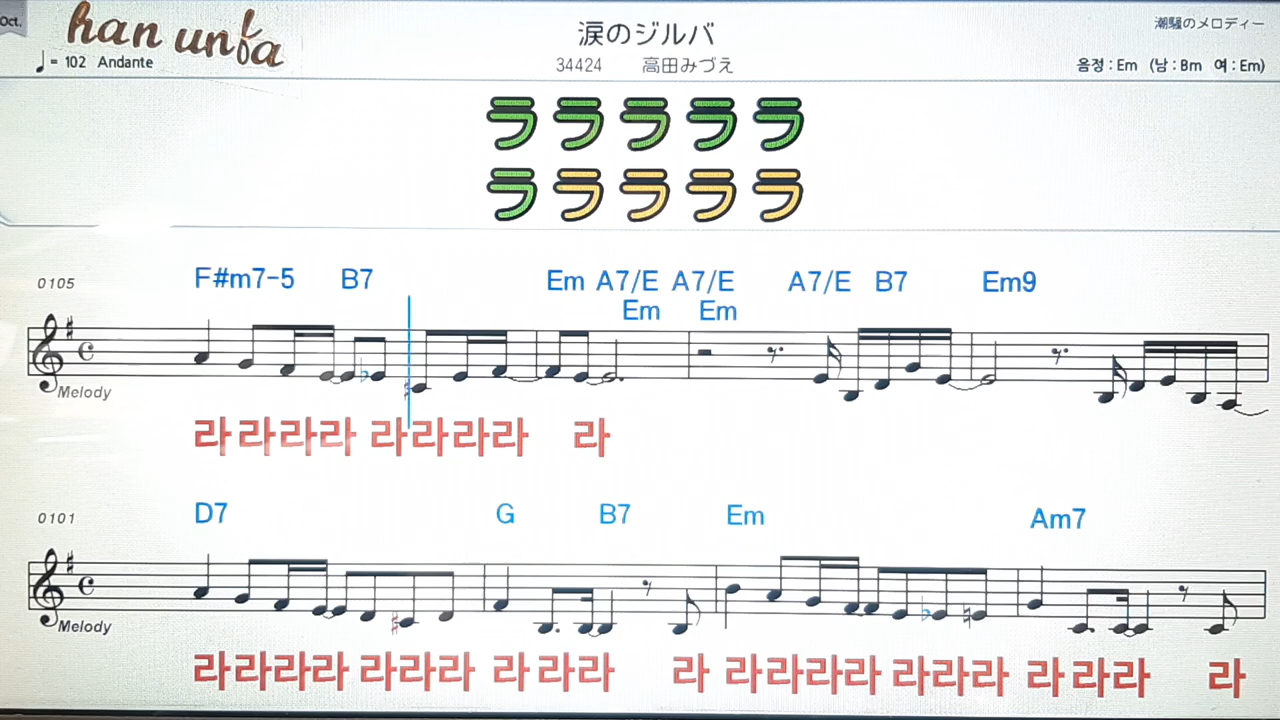 Oct.
han unfa
♩= 102 Andante
涙のジルバ
34424 高田みづえ
潮騒のメロディー
음정 : Em (남 : Bm 여 : Em)
ラ ラ ラ ラ ラ
ラ ラ ラ ラ ラ
0105
F#m7-5 B7 Em A7/E A7/E A7/E B7 Em9
Em Em
Melody
라 라 라 라 라 라 라 라 라
0101
D7 G B7 Em Am7
Melody
라 라 라 라 라 라 라 라 라 라 라 라 라 라 라 라 라 라 라 라 라 라